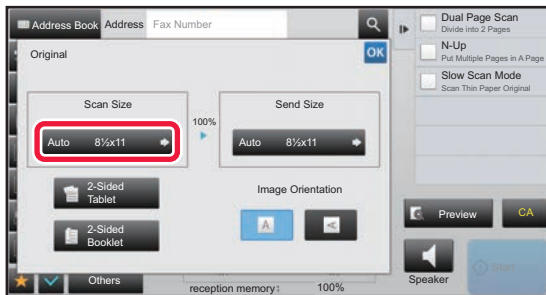 Address Book
Address
Fax Number
Original
OK
Scan Size
100%
Send Size
Auto 8½x11
Auto 8½x11
2-Sided
Tablet
2-Sided
Booklet
Image Orientation
A
A
Others
reception memory:
100%
Dual Page Scan
Divide into 2 Pages
N-Up
Put Multiple Pages in A Page
Slow Scan Mode
Scan Thin Paper Original
Preview
CA
Speaker
Start